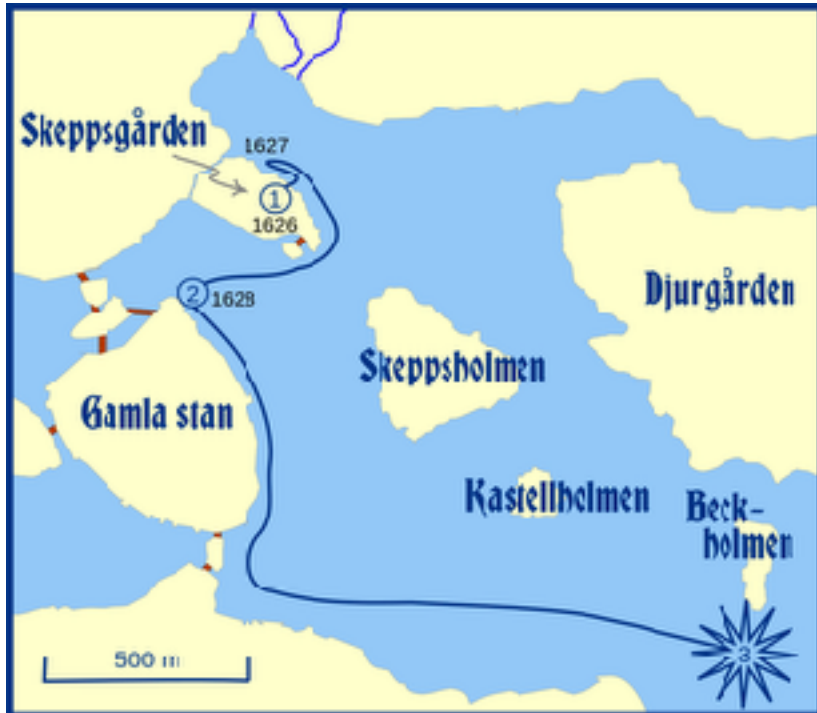 Skeppsgården
1627
1
1626
2
1628
Djurgården
Skeppsholmen
Gamla stan
Kastellholmen
Beck-
holmen
3
500 m